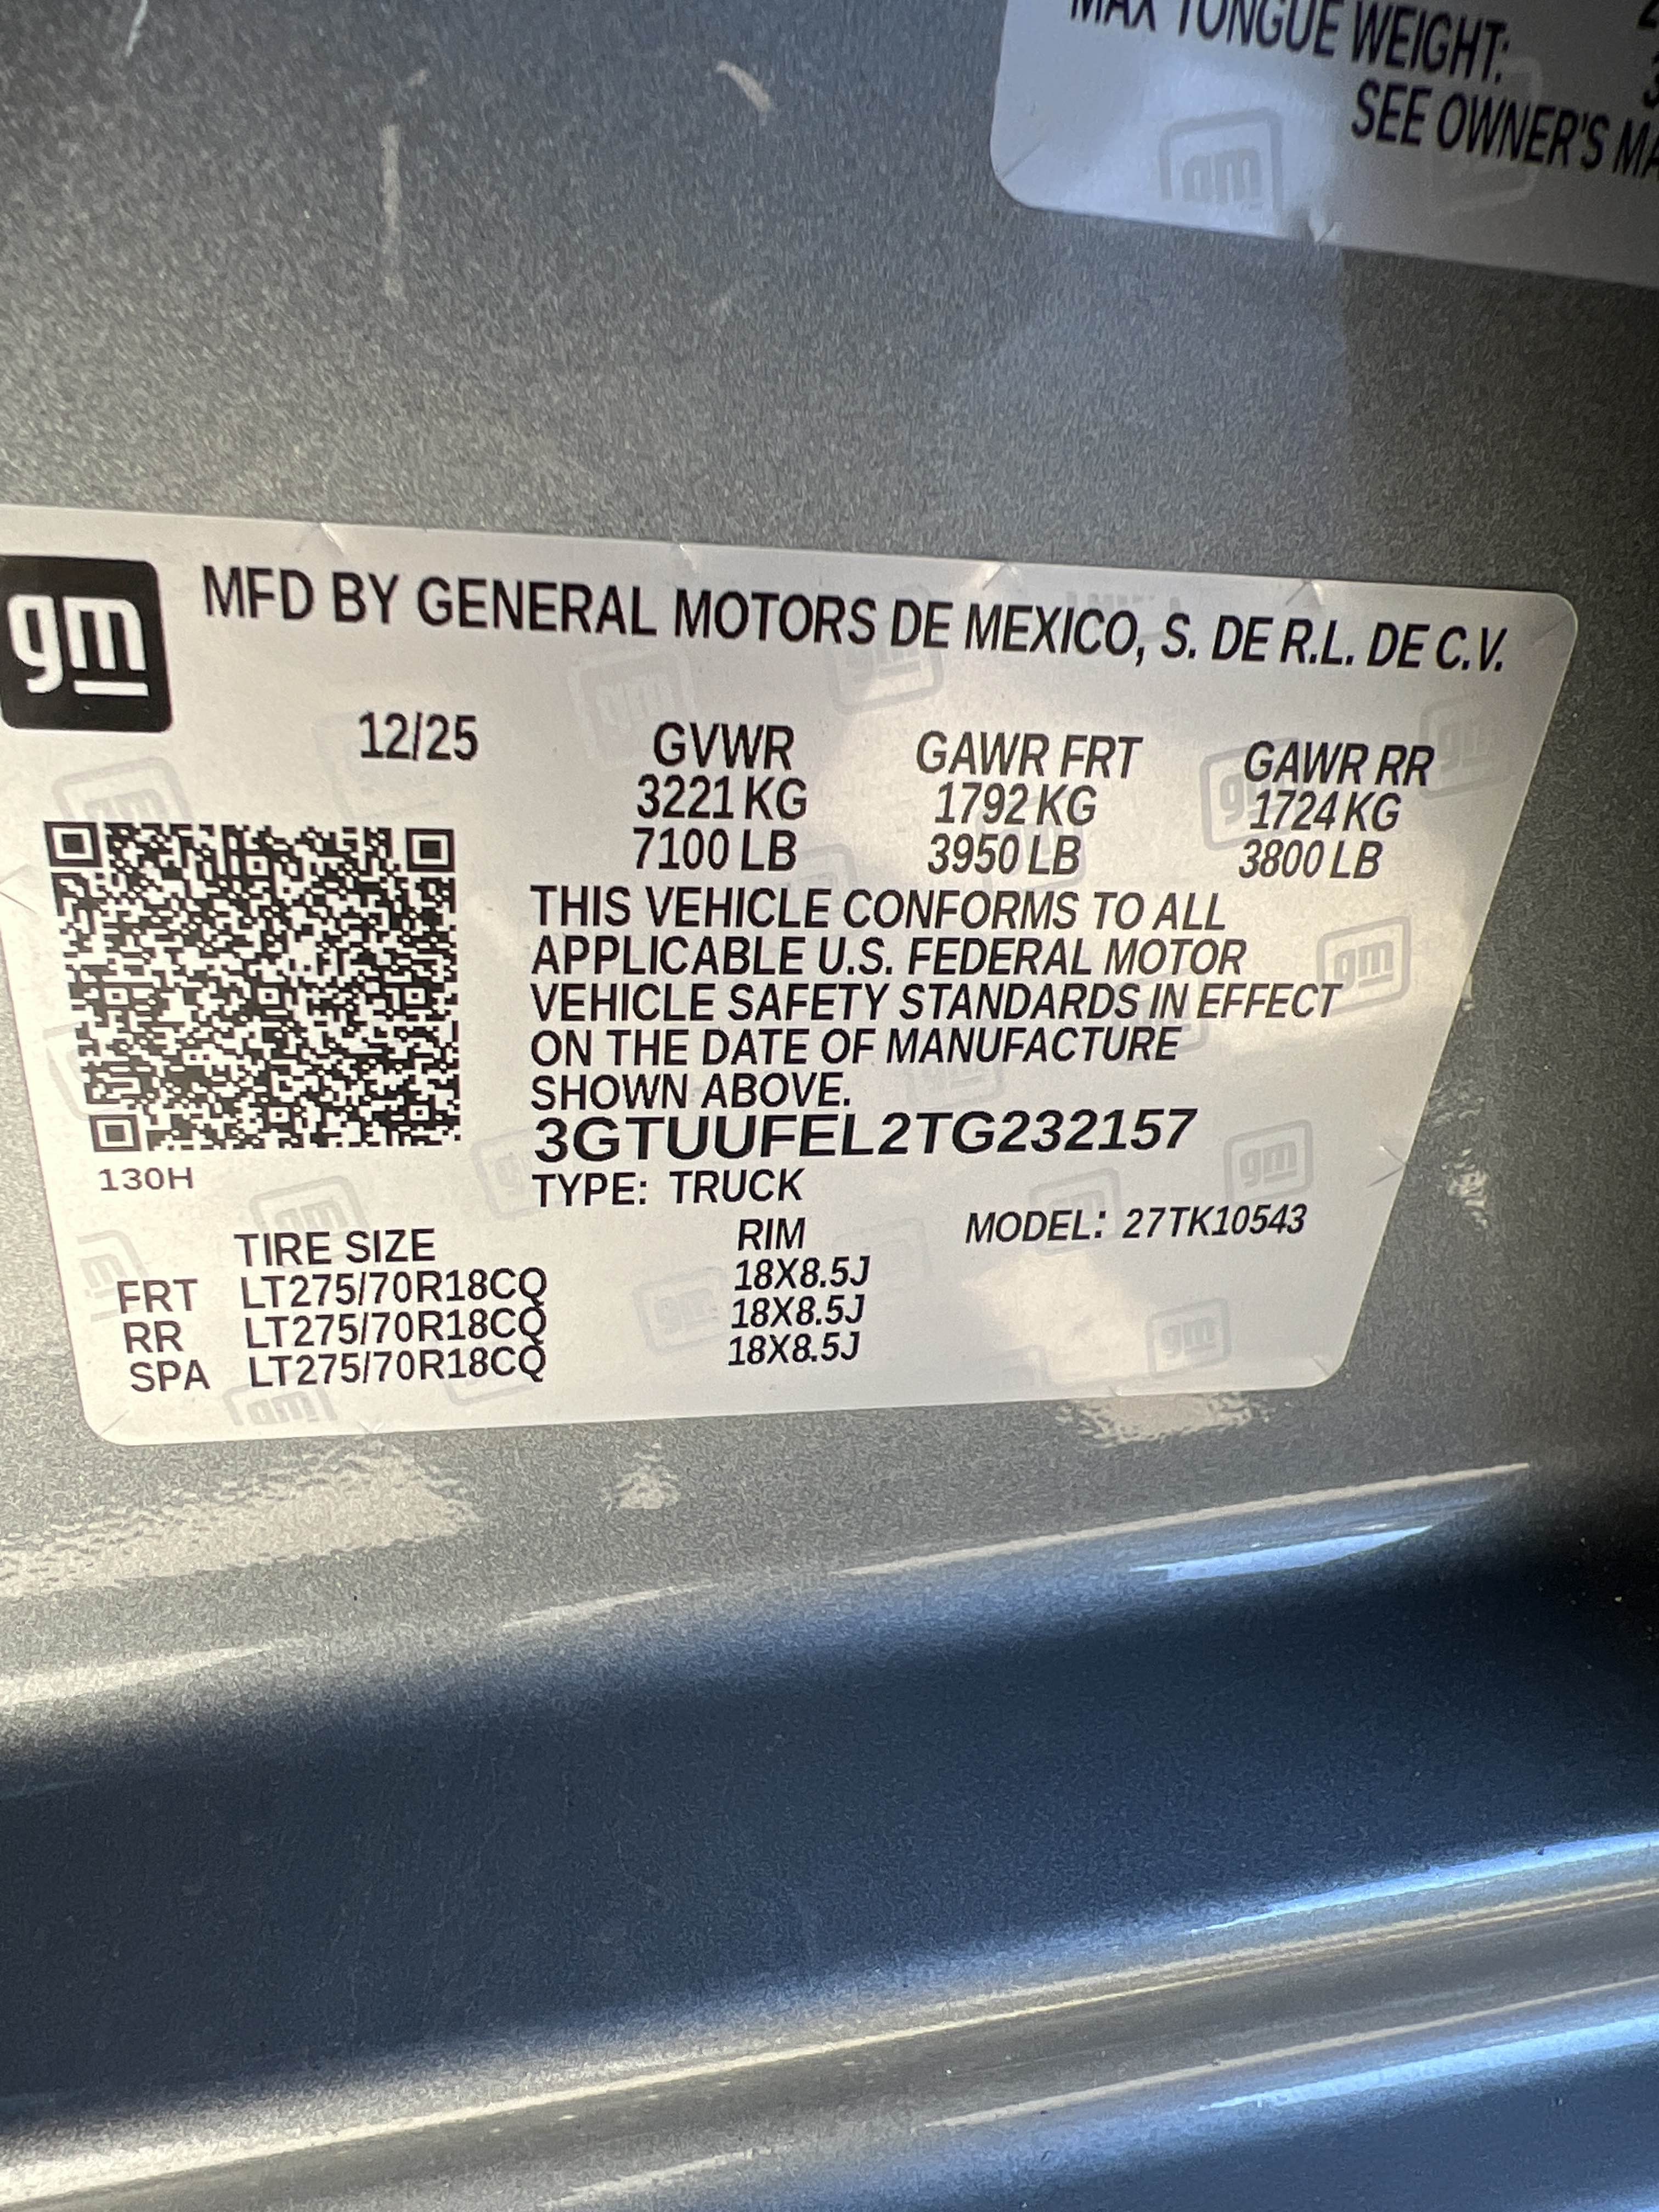 MAX TONGUE WEIGHT:
SEE OWNER'S
gm
MFD BY GENERAL MOTORS DE MEXICO, S. DE R.L. DE C.V.
12/25 GVWR GAWR FRT GAWR RR
3221 KG 1792 KG 1724 KG
7100 LB 3950 LB 3800 LB
THIS VEHICLE CONFORMS TO ALL
APPLICABLE U.S. FEDERAL MOTOR
VEHICLE SAFETY STANDARDS IN EFFECT
ON THE DATE OF MANUFACTURE
SHOWN ABOVE.
3GTUUFEL2TG232157
130H
TYPE: TRUCK
TIRE SIZE RIM MODEL: 27TK10543
FRT LT275/70R18CQ 18X8.5J
RR LT275/70R18CQ 18X8.5J
SPA LT275/70R18CQ 18X8.5J